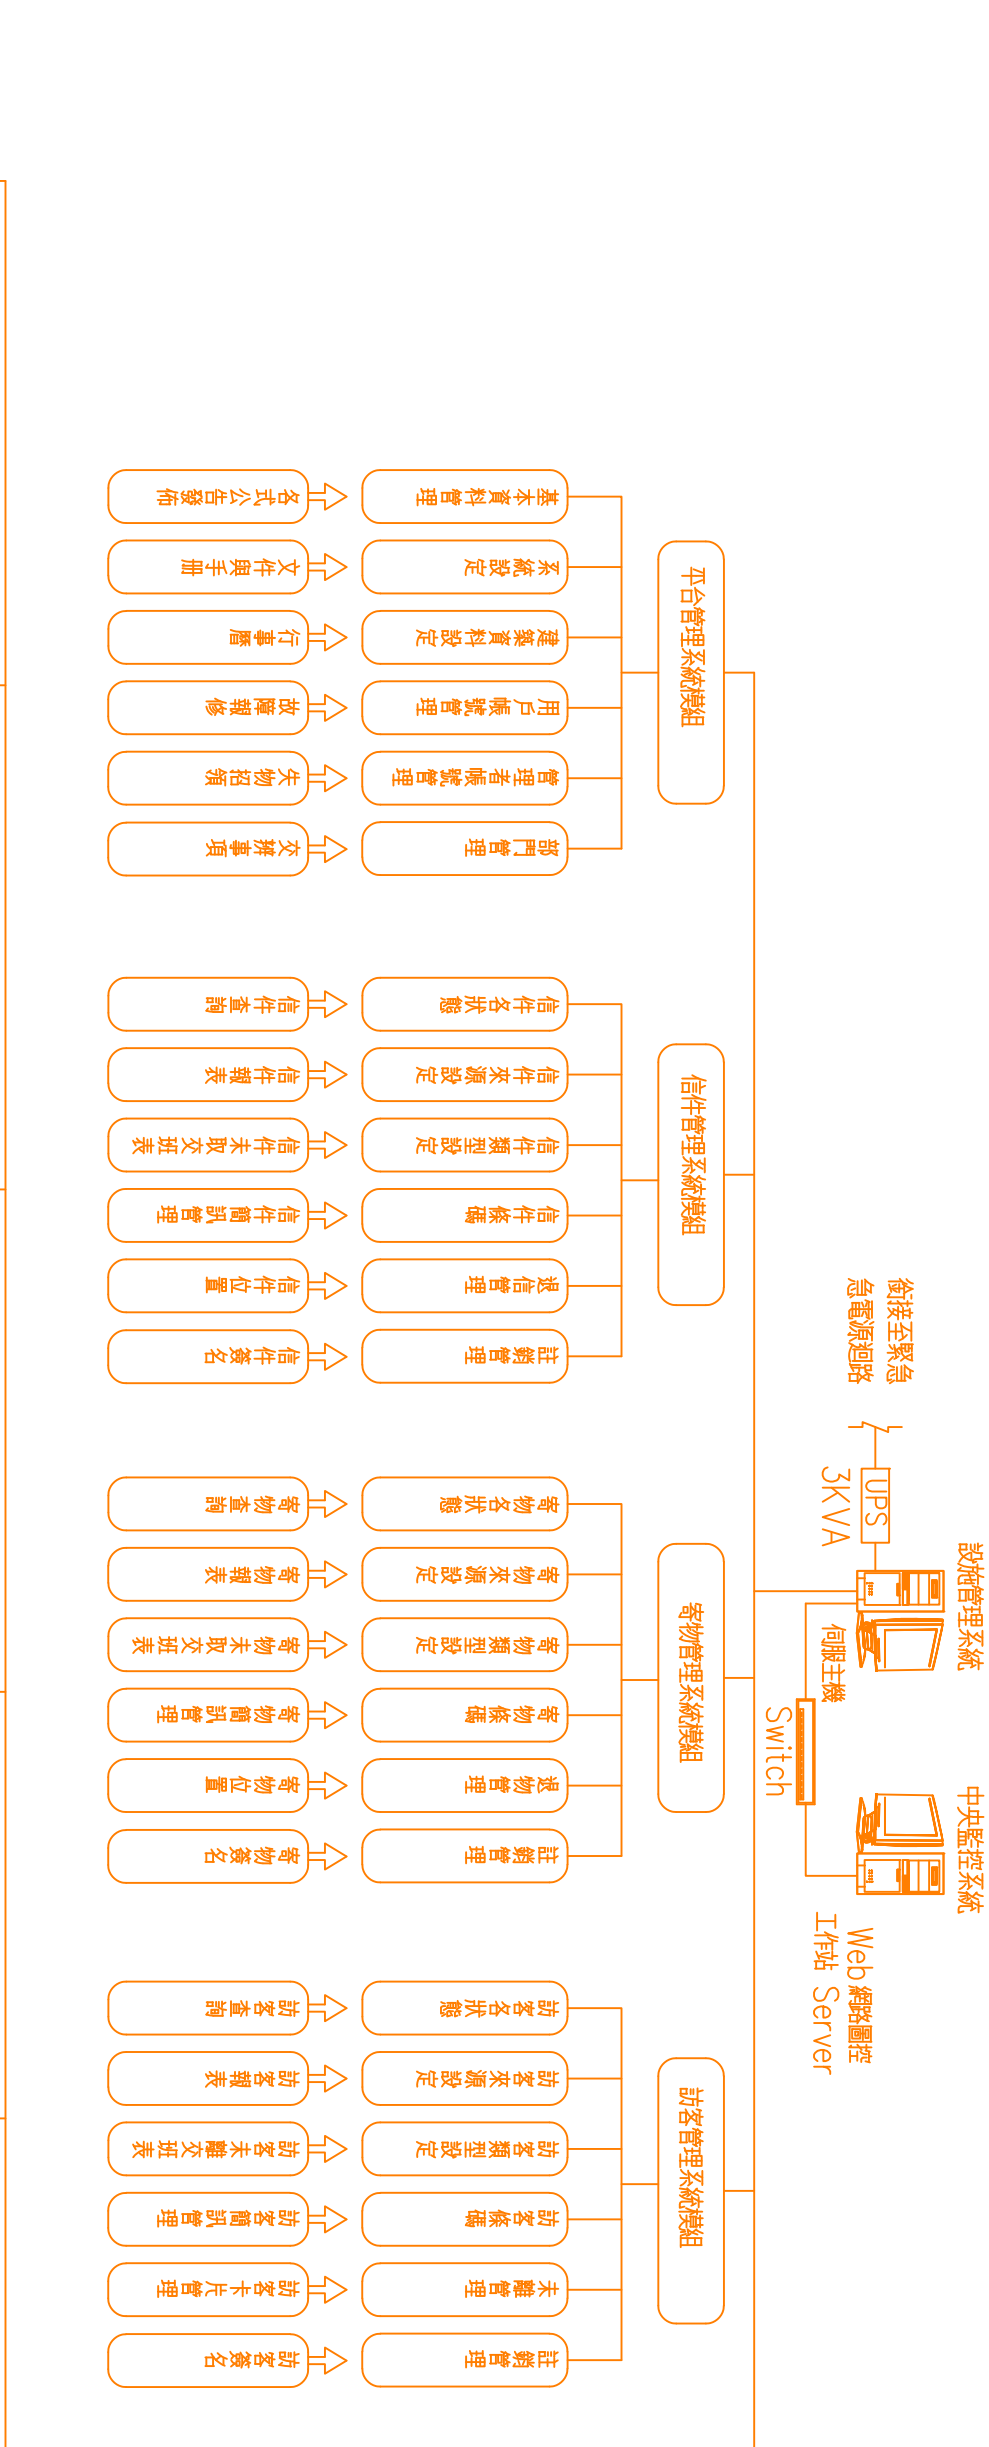 設施管理系統
中央監控系統
銜接至緊急
急電源迴路
UPS
3KVA
伺服主機
Switch
Web網路圖控
工作站 Server
平台管理系統模組
信件管理系統模組
寄物管理系統模組
訪客管理系統模組
基本資料管理
系統設定
建築資料設定
用戶帳號管理
管理者帳號管理
部門管理
信件名狀態
信件來源設定
信件類型設定
信件條碼
退信管理
註銷管理
寄物名狀態
寄物來源設定
寄物類型設定
寄物條碼
退物管理
註銷管理
訪客名狀態
訪客來源設定
訪客類型設定
訪客條碼
未離管理
註銷管理
各式公告發佈
文件與手冊
行事曆
故障報修
失物招領
交辦事項
信件查詢
信件報表
信件未取交班表
信件簡訊管理
信件位置
信件簽名
寄物查詢
寄物報表
寄物未取交班表
寄物簡訊管理
寄物位置
寄物簽名
訪客查詢
訪客報表
訪客未離交班表
訪客簡訊管理
訪客卡片管理
訪客簽名